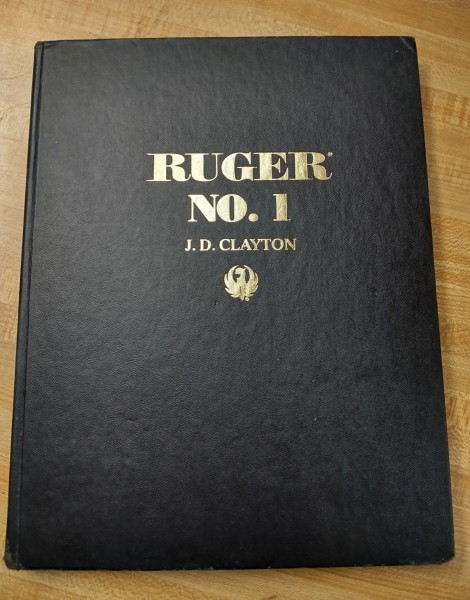 RUGER®
NO. 1
J. D. CLAYTON
®